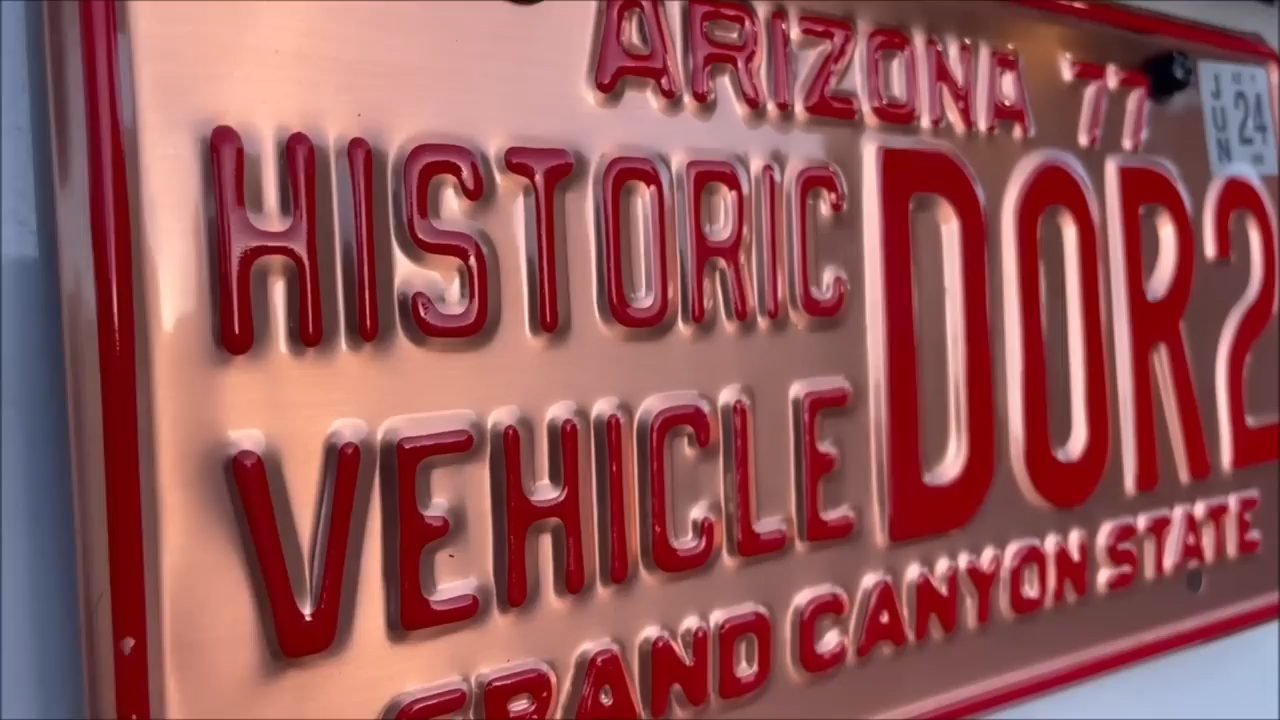 ARIZONA 77
JUN 24
HISTORIC
VEHICLE
DOR2
GRAND CANYON STATE